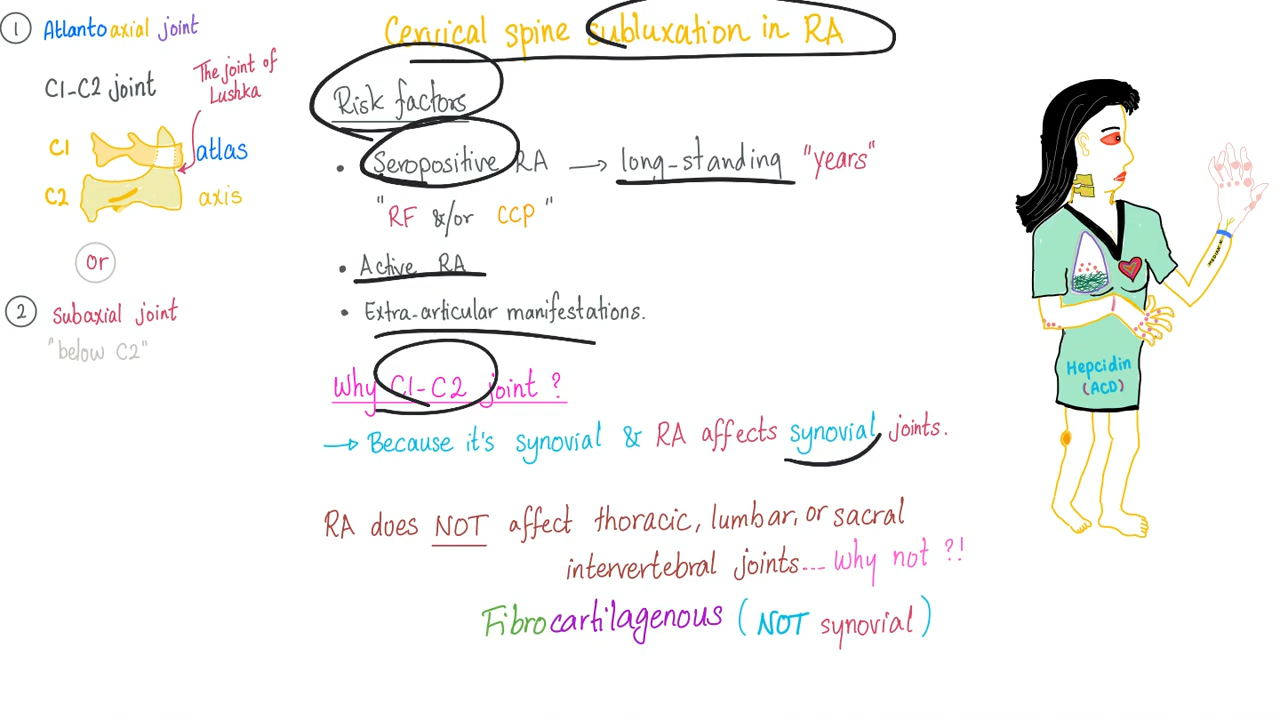 1 Atlantoaxial joint
C1-C2 joint
The joint of
Lushka
C1
atlas
C2
axis
or
2 Subaxial joint
"below C2"
Cervical spine subluxation in RA
Risk factors
• Seropositive RA → long-standing "years"
"RF &/or CCP"
• Active RA
• Extra-articular manifestations.
Why C1-C2 joint?
→ Because it's synovial & RA affects synovial joints.
RA does NOT affect thoracic, lumbar, or sacral
intervertebral joints... Why not?!
Fibrocartilagenous (NOT synovial)
MEDIAN
Hepcidin
(ACD)